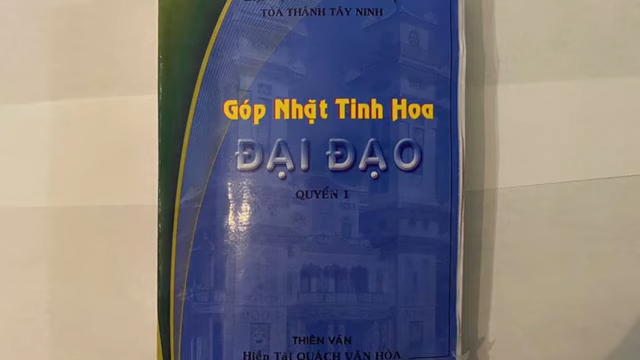 TÒA THÁNH TÂY NINH
Góp Nhặt Tinh Hoa
ĐẠI ĐẠO
QUYỂN 1
THIÊN VÂN
Hiền Tài QUÁCH VĂN HÒA